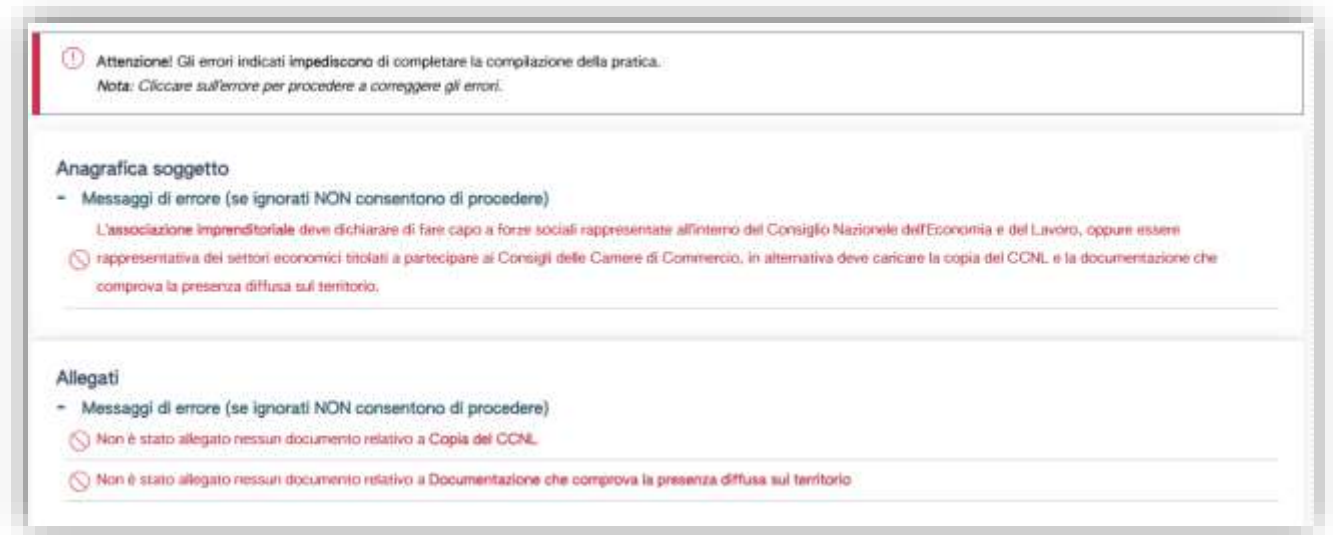 Attenzione! Gli errori indicati impediscono di completare la compilazione della pratica.
Nota: Cliccare sull'errore per procedere a correggere gli errori.
Anagrafica soggetto
- Messaggi di errore (se ignorati NON consentono di procedere)
L'associazione imprenditoriale deve dichiarare di fare capo a forze sociali rappresentate all'interno del Consiglio Nazionale dell'Economia e del Lavoro, oppure essere
rappresentativa dei settori economici titolati a partecipare ai Consigli delle Camere di Commercio, in alternativa deve caricare la copia del CCNL e la documentazione che
comprova la presenza diffusa sul territorio.
Allegati
- Messaggi di errore (se ignorati NON consentono di procedere)
Non è stato allegato nessun documento relativo a Copia del CCNL
Non è stato allegato nessun documento relativo a Documentazione che comprova la presenza diffusa sul territorio